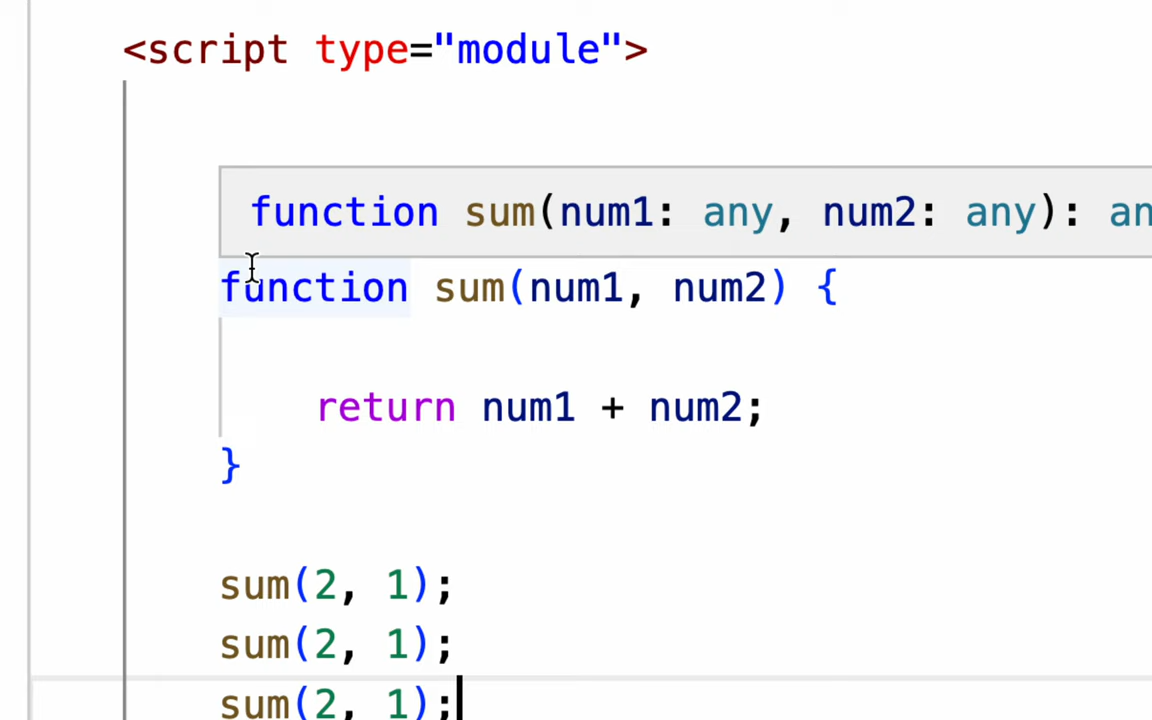 <script type="module">
function sum(num1: any, num2: any): an
function sum(num1, num2) {
return num1 + num2;
}
sum(2, 1);
sum(2, 1);
sum(2, 1);